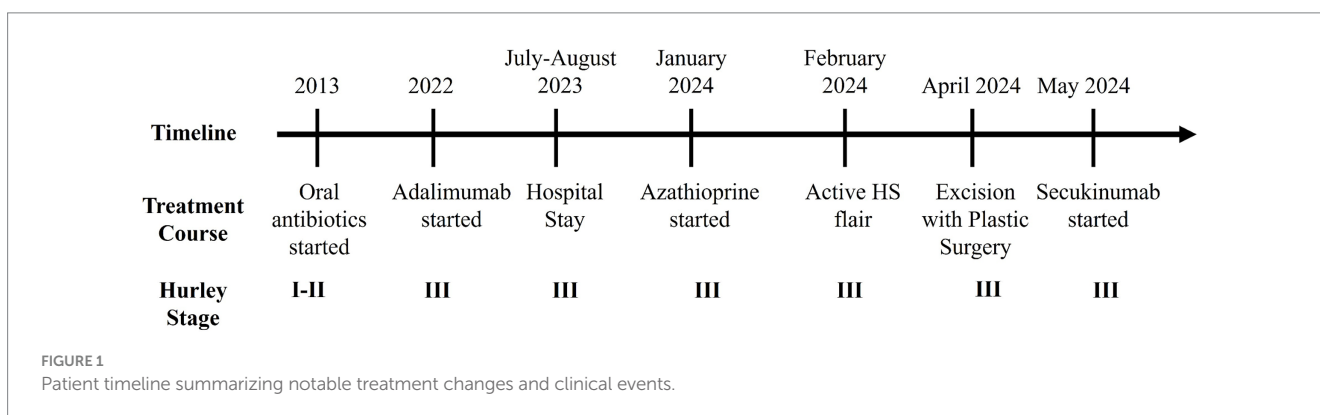 July-August January February
2013 2022 2023 2024 2024 April 2024 May 2024
Timeline
Treatment Course
Oral antibiotics started
Adalimumab started
Hospital Stay
Azathioprine started
Active HS flair
Excision with Plastic Surgery
Secukinumab started
Hurley Stage
I-II III III III III III III
FIGURE 1
Patient timeline summarizing notable treatment changes and clinical events.